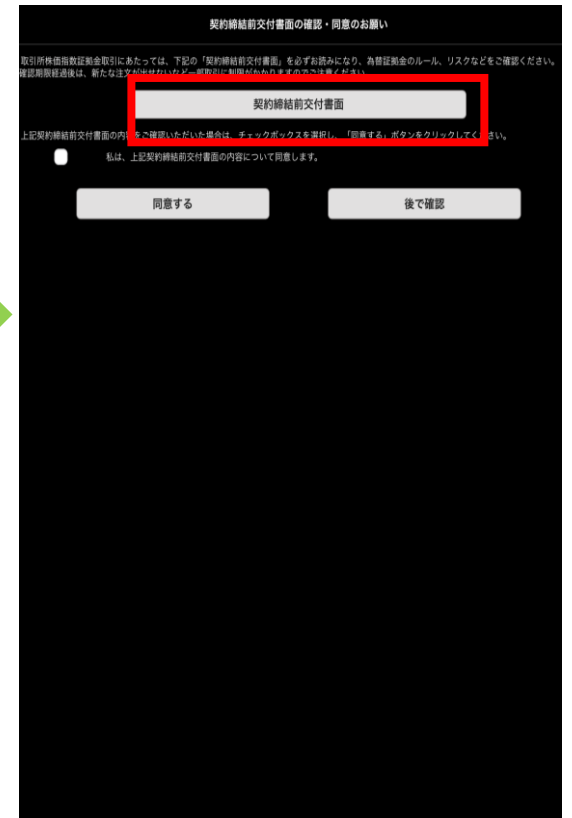 契約締結前交付書面の確認・同意のお願い
取引所株価指数証拠金取引にあたっては、下記の「契約締結前交付書面」を必ずお読みになり、為替証拠金のルール、リスクなどをご確認ください。
確認期限経過後は、新たな注文が出せないなど一部取引に制限がかかりますのでご注意ください。
契約締結前交付書面
上記契約締結前交付書面の内容をご確認いただいた場合は、チェックボックスを選択し、「同意する」ボタンをクリックしてください。
私は、上記契約締結前交付書面の内容について同意します。
同意する
後で確認